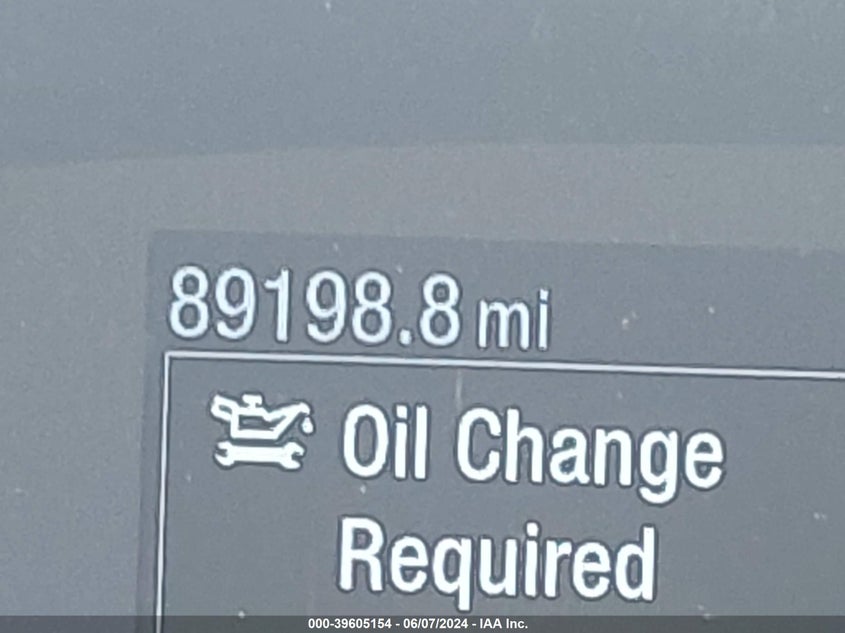 89198.8 mi
Oil Change
Required
000-39605154 - 06/07/2024 - IAA Inc.